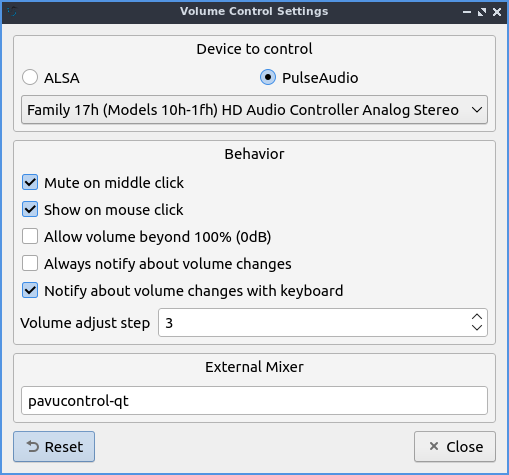 Volume Control Settings
Device to control
ALSA
PulseAudio
Family 17h (Models 10h-1fh) HD Audio Controller Analog Stereo
Behavior
Mute on middle click
Show on mouse click
Allow volume beyond 100% (0dB)
Always notify about volume changes
Notify about volume changes with keyboard
Volume adjust step 3
External Mixer
pavucontrol-qt
Reset
Close